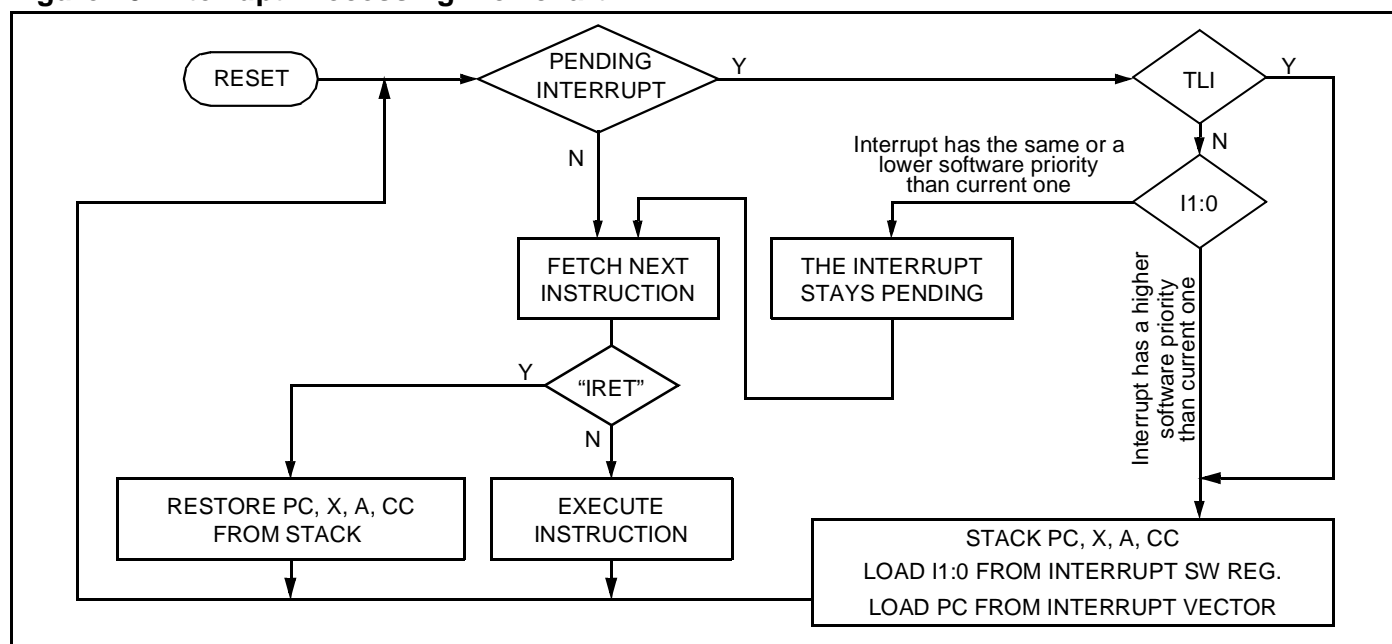 RESET
PENDING
INTERRUPT
Y
TLI
Y
N
N
Interrupt has the same or a
lower software priority
than current one
I1:0
FETCH NEXT
INSTRUCTION
THE INTERRUPT
STAYS PENDING
Interrupt has a higher
software priority
than current one
Y
“IRET”
N
RESTORE PC, X, A, CC
FROM STACK
EXECUTE
INSTRUCTION
STACK PC, X, A, CC
LOAD I1:0 FROM INTERRUPT SW REG.
LOAD PC FROM INTERRUPT VECTOR